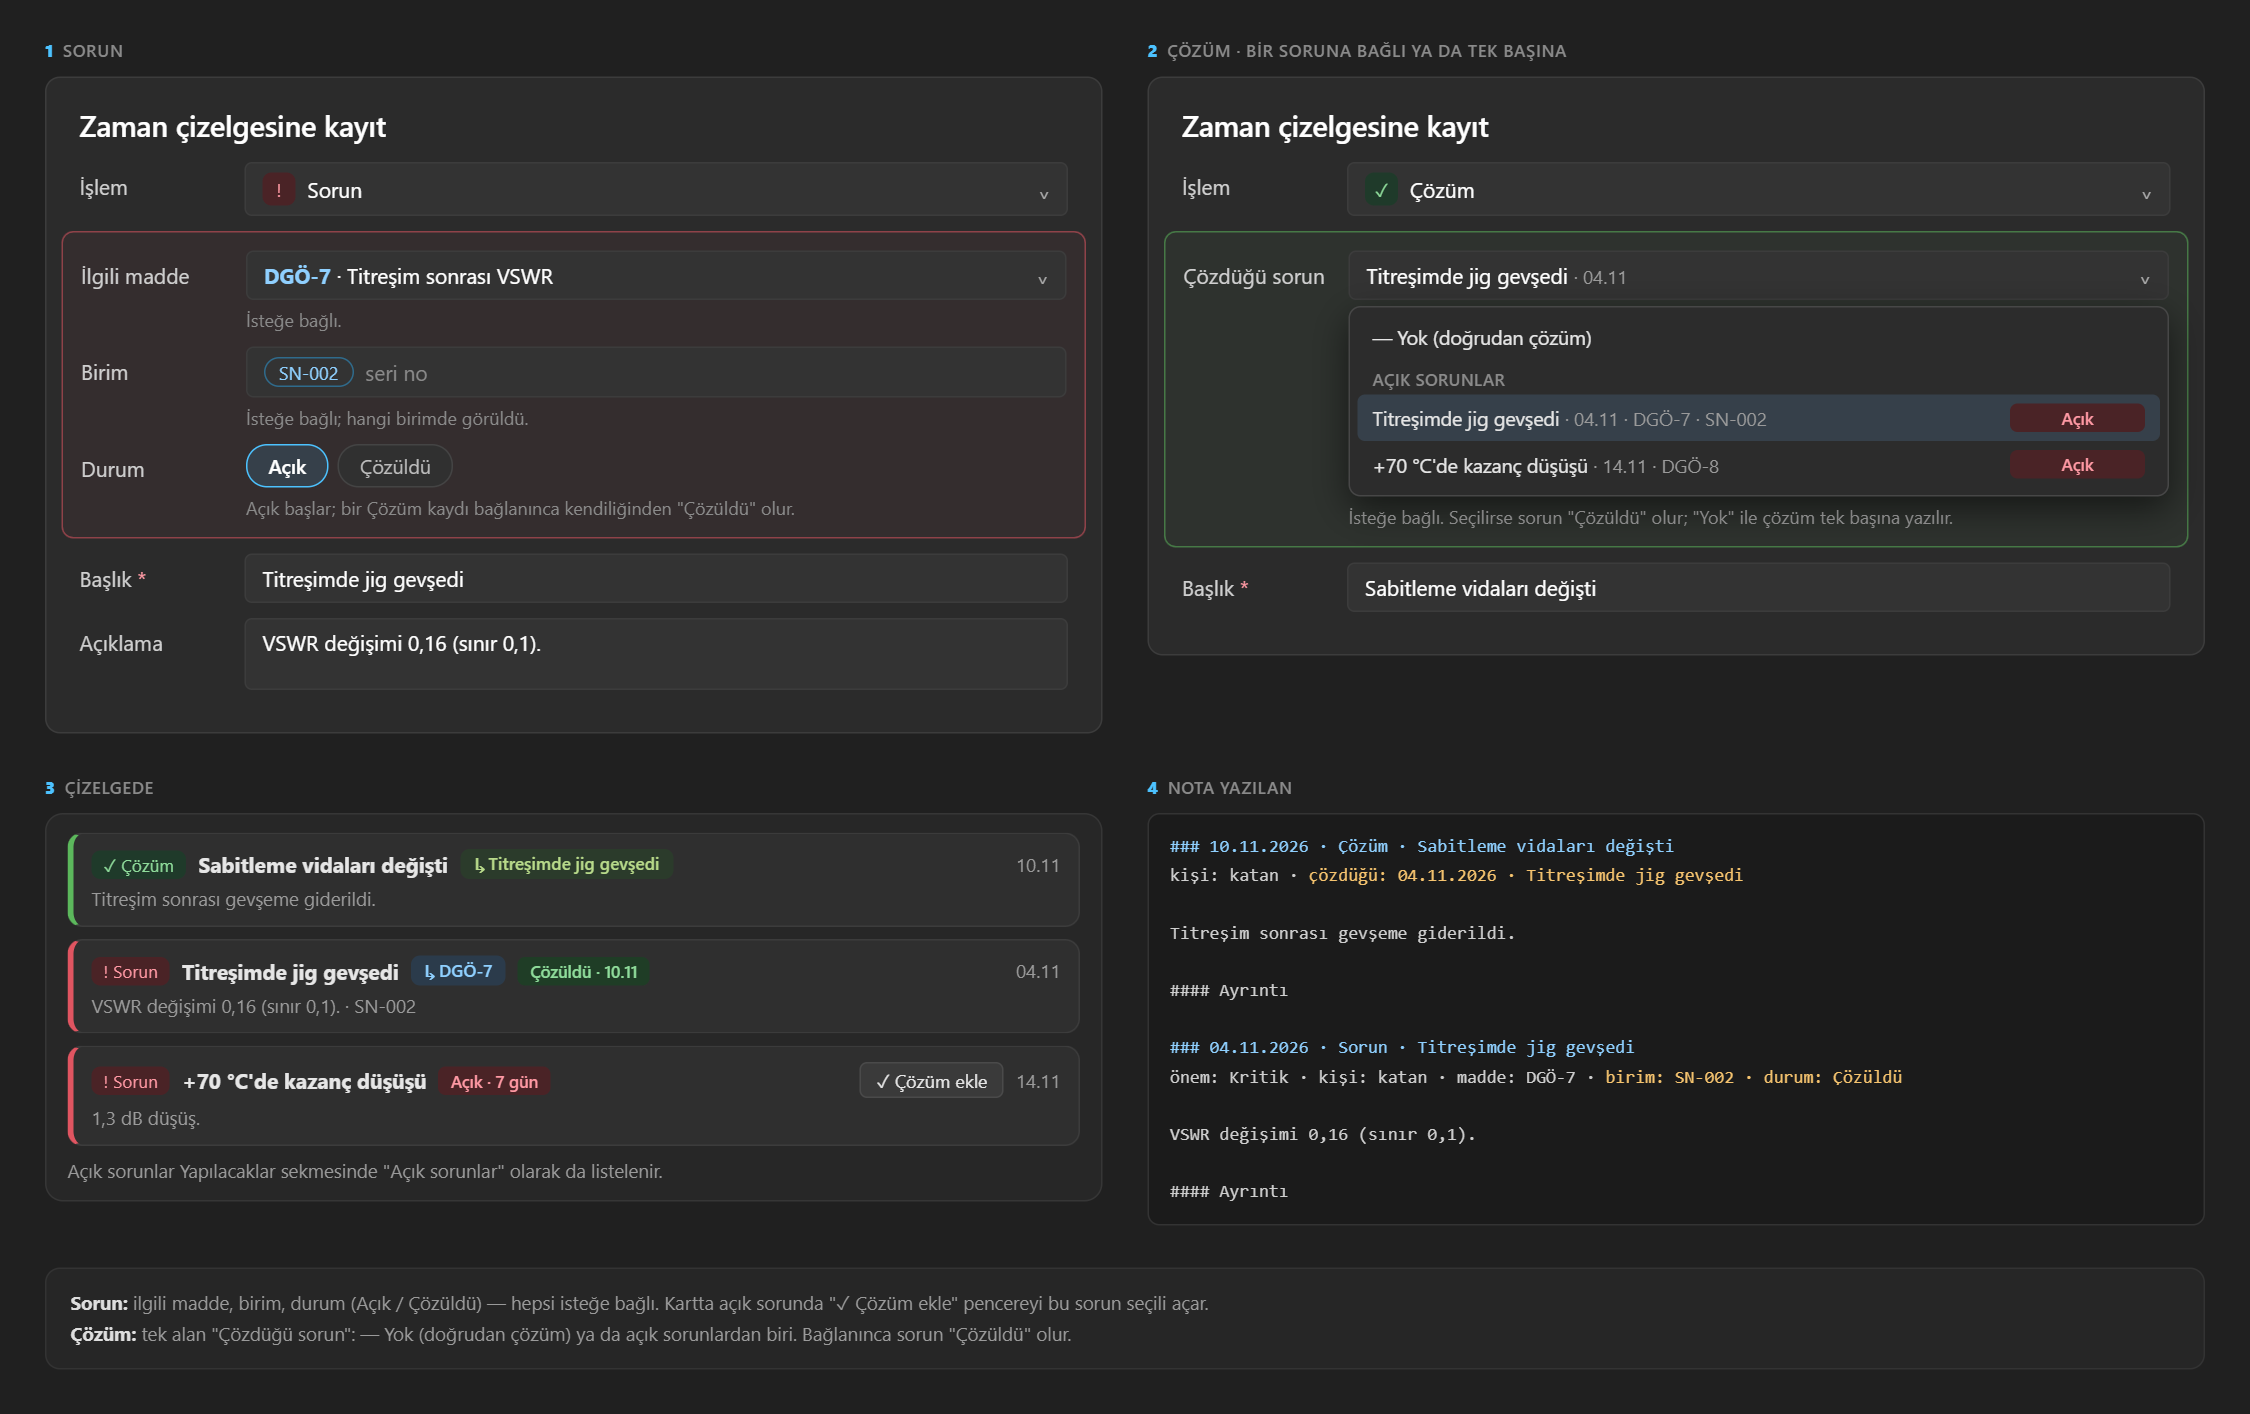 1 SORUN
Zaman çizelgesine kayıt
İşlem
! Sorun
İlgili madde
DGÖ-7 · Titreşim sonrası VSWR
İsteğe bağlı.
Birim
SN-002 seri no
İsteğe bağlı; hangi birimde görüldü.
Durum
Açık Çözüldü
Açık başlar; bir Çözüm kaydı bağlanınca kendiliğinden "Çözüldü" olur.
Başlık *
Titreşimde jig gevşedi
Açıklama
VSWR değişimi 0,16 (sınır 0,1).
2 ÇÖZÜM · BİR SORUNA BAĞLI YA DA TEK BAŞINA
Zaman çizelgesine kayıt
İşlem
✓ Çözüm
Çözdüğü sorun
Titreşimde jig gevşedi · 04.11
— Yok (doğrudan çözüm)
AÇIK SORUNLAR
Titreşimde jig gevşedi · 04.11 · DGÖ-7 · SN-002 Açık
+70 °C'de kazanç düşüşü · 14.11 · DGÖ-8 Açık
İsteğe bağlı. Seçilirse sorun "Çözüldü" olur; "Yok" ile çözüm tek başına yazılır.
Başlık *
Sabitleme vidaları değişti
3 ÇİZELGEDE
✓ Çözüm Sabitleme vidaları değişti ↳ Titreşimde jig gevşedi 10.11
Titreşim sonrası gevşeme giderildi.
! Sorun Titreşimde jig gevşedi ↳ DGÖ-7 Çözüldü · 10.11 04.11
VSWR değişimi 0,16 (sınır 0,1). · SN-002
! Sorun +70 °C'de kazanç düşüşü Açık · 7 gün ✓ Çözüm ekle 14.11
1,3 dB düşüş.
Açık sorunlar Yapılacaklar sekmesinde "Açık sorunlar" olarak da listelenir.
4 NOTA YAZILAN
### 10.11.2026 · Çözüm · Sabitleme vidaları değişti
kişi: katan · çözdüğü: 04.11.2026 · Titreşimde jig gevşedi
Titreşim sonrası gevşeme giderildi.
#### Ayrıntı
### 04.11.2026 · Sorun · Titreşimde jig gevşedi
önem: Kritik · kişi: katan · madde: DGÖ-7 · birim: SN-002 · durum: Çözüldü
VSWR değişimi 0,16 (sınır 0,1).
#### Ayrıntı
Sorun: ilgili madde, birim, durum (Açık / Çözüldü) — hepsi isteğe bağlı. Kartta açık sorunda "✓ Çözüm ekle" pencereyi bu sorun seçili açar.
Çözüm: tek alan "Çözdüğü sorun": — Yok (doğrudan çözüm) ya da açık sorunlardan biri. Bağlanınca sorun "Çözüldü" olur.